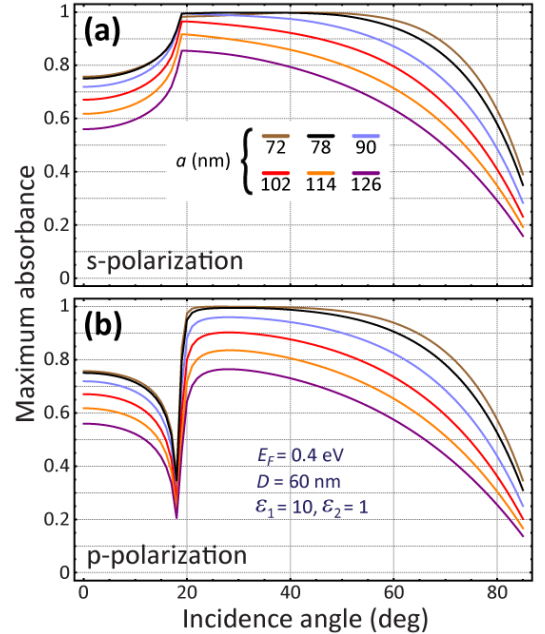 Maximum absorbance
(a)
1
0.8
0.6
0.4
0.2
0
a (nm)
72 78 90
102 114 126
s-polarization
(b)
1
0.8
0.6
0.4
0.2
0
E_F = 0.4 eV
D = 60 nm
ℰ₁ = 10, ℰ₂ = 1
p-polarization
0 20 40 60 80
Incidence angle (deg)